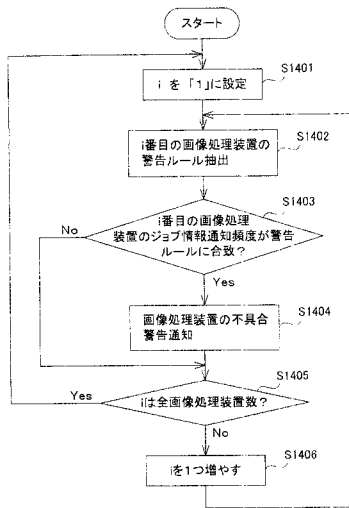 スタート
i を 「1」に設定
S1401
i番目の画像処理装置の
警告ルール抽出
S1402
i番目の画像処理
装置のジョブ情報通知頻度が警告
ルールに合致？
S1403
No
Yes
画像処理装置の不具合
警告通知
S1404
iは全画像処理装置数？
S1405
Yes
No
iを1つ増やす
S1406